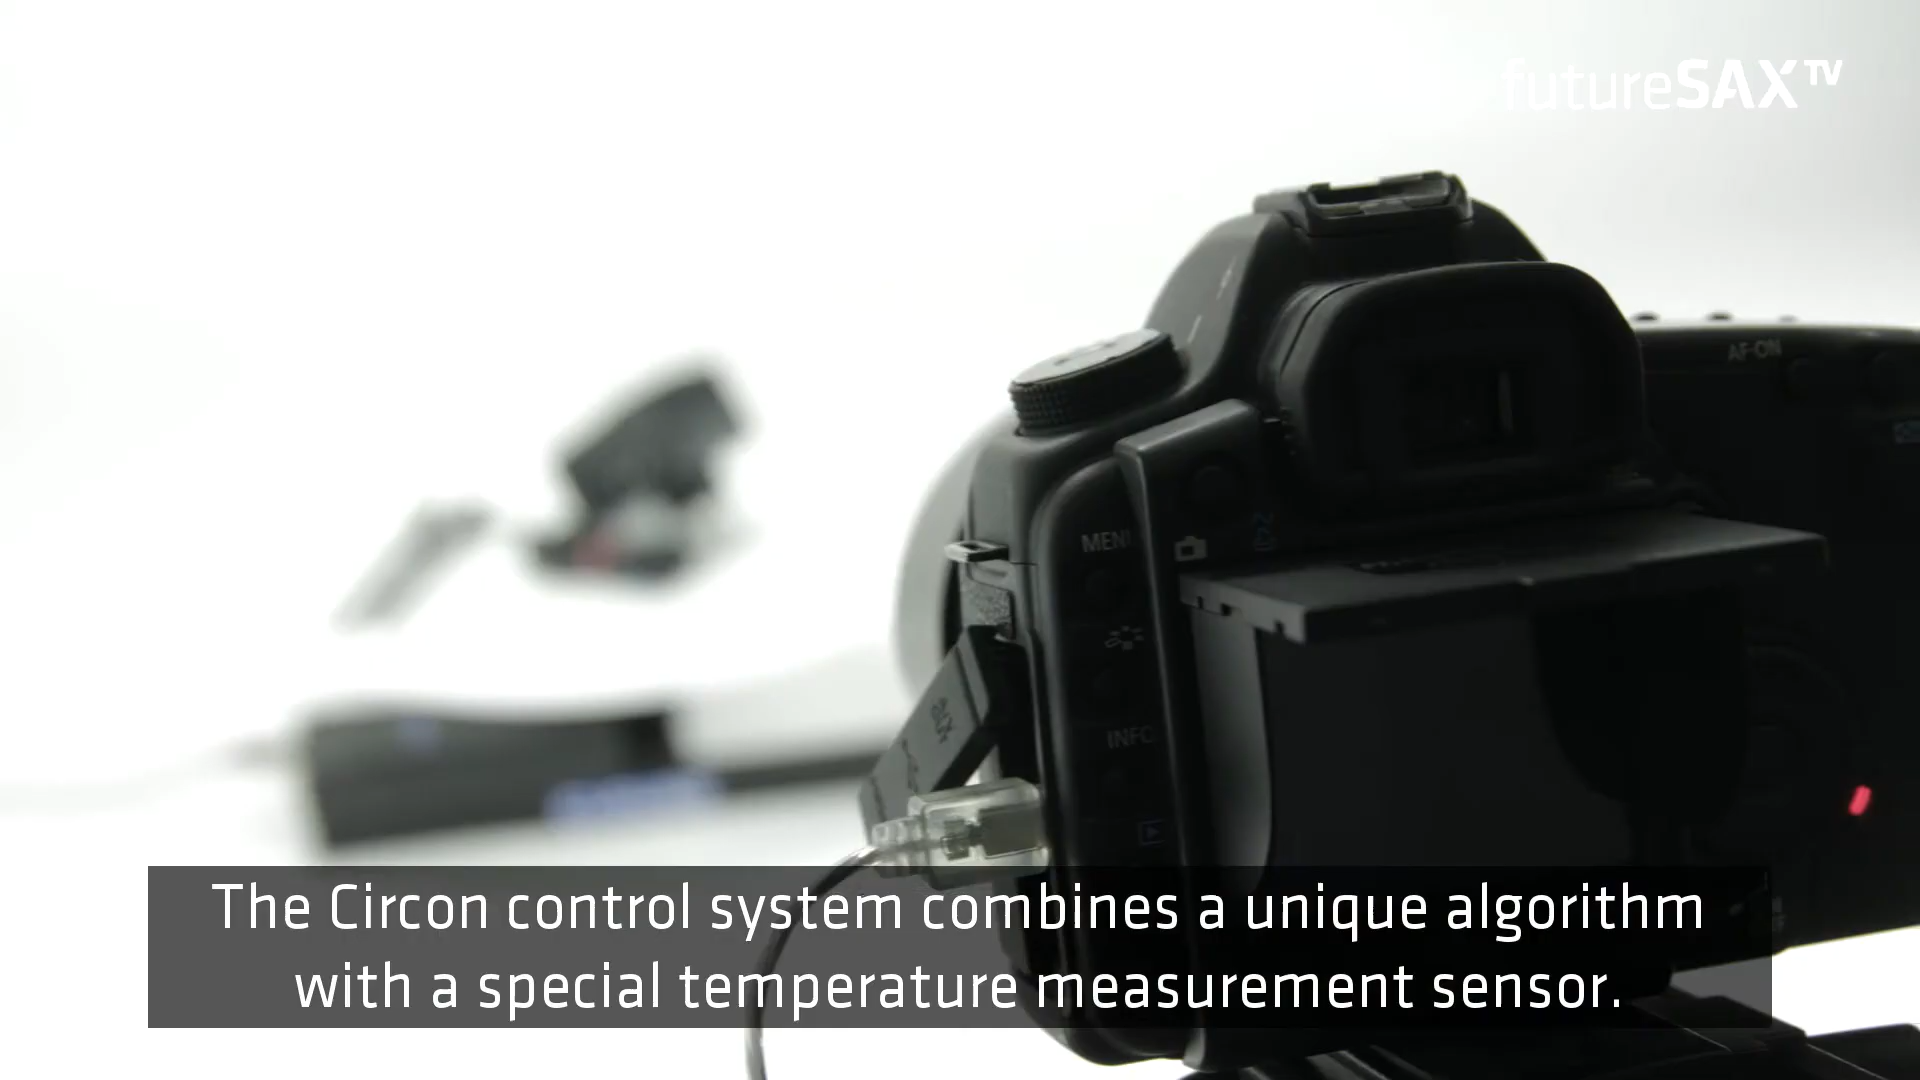 futureSAX TV
AF-ON
MENU
INFO
The Circon control system combines a unique algorithm
with a special temperature measurement sensor.